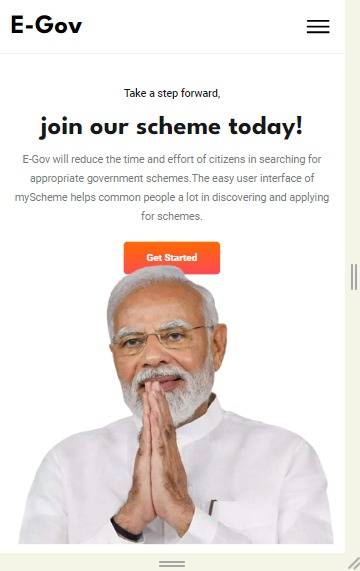 E-Gov
Take a step forward,
join our scheme today!
E-Gov will reduce the time and effort of citizens in searching for
appropriate government schemes.The easy user interface of
myScheme helps common people a lot in discovering and applying
for schemes.
Get Started